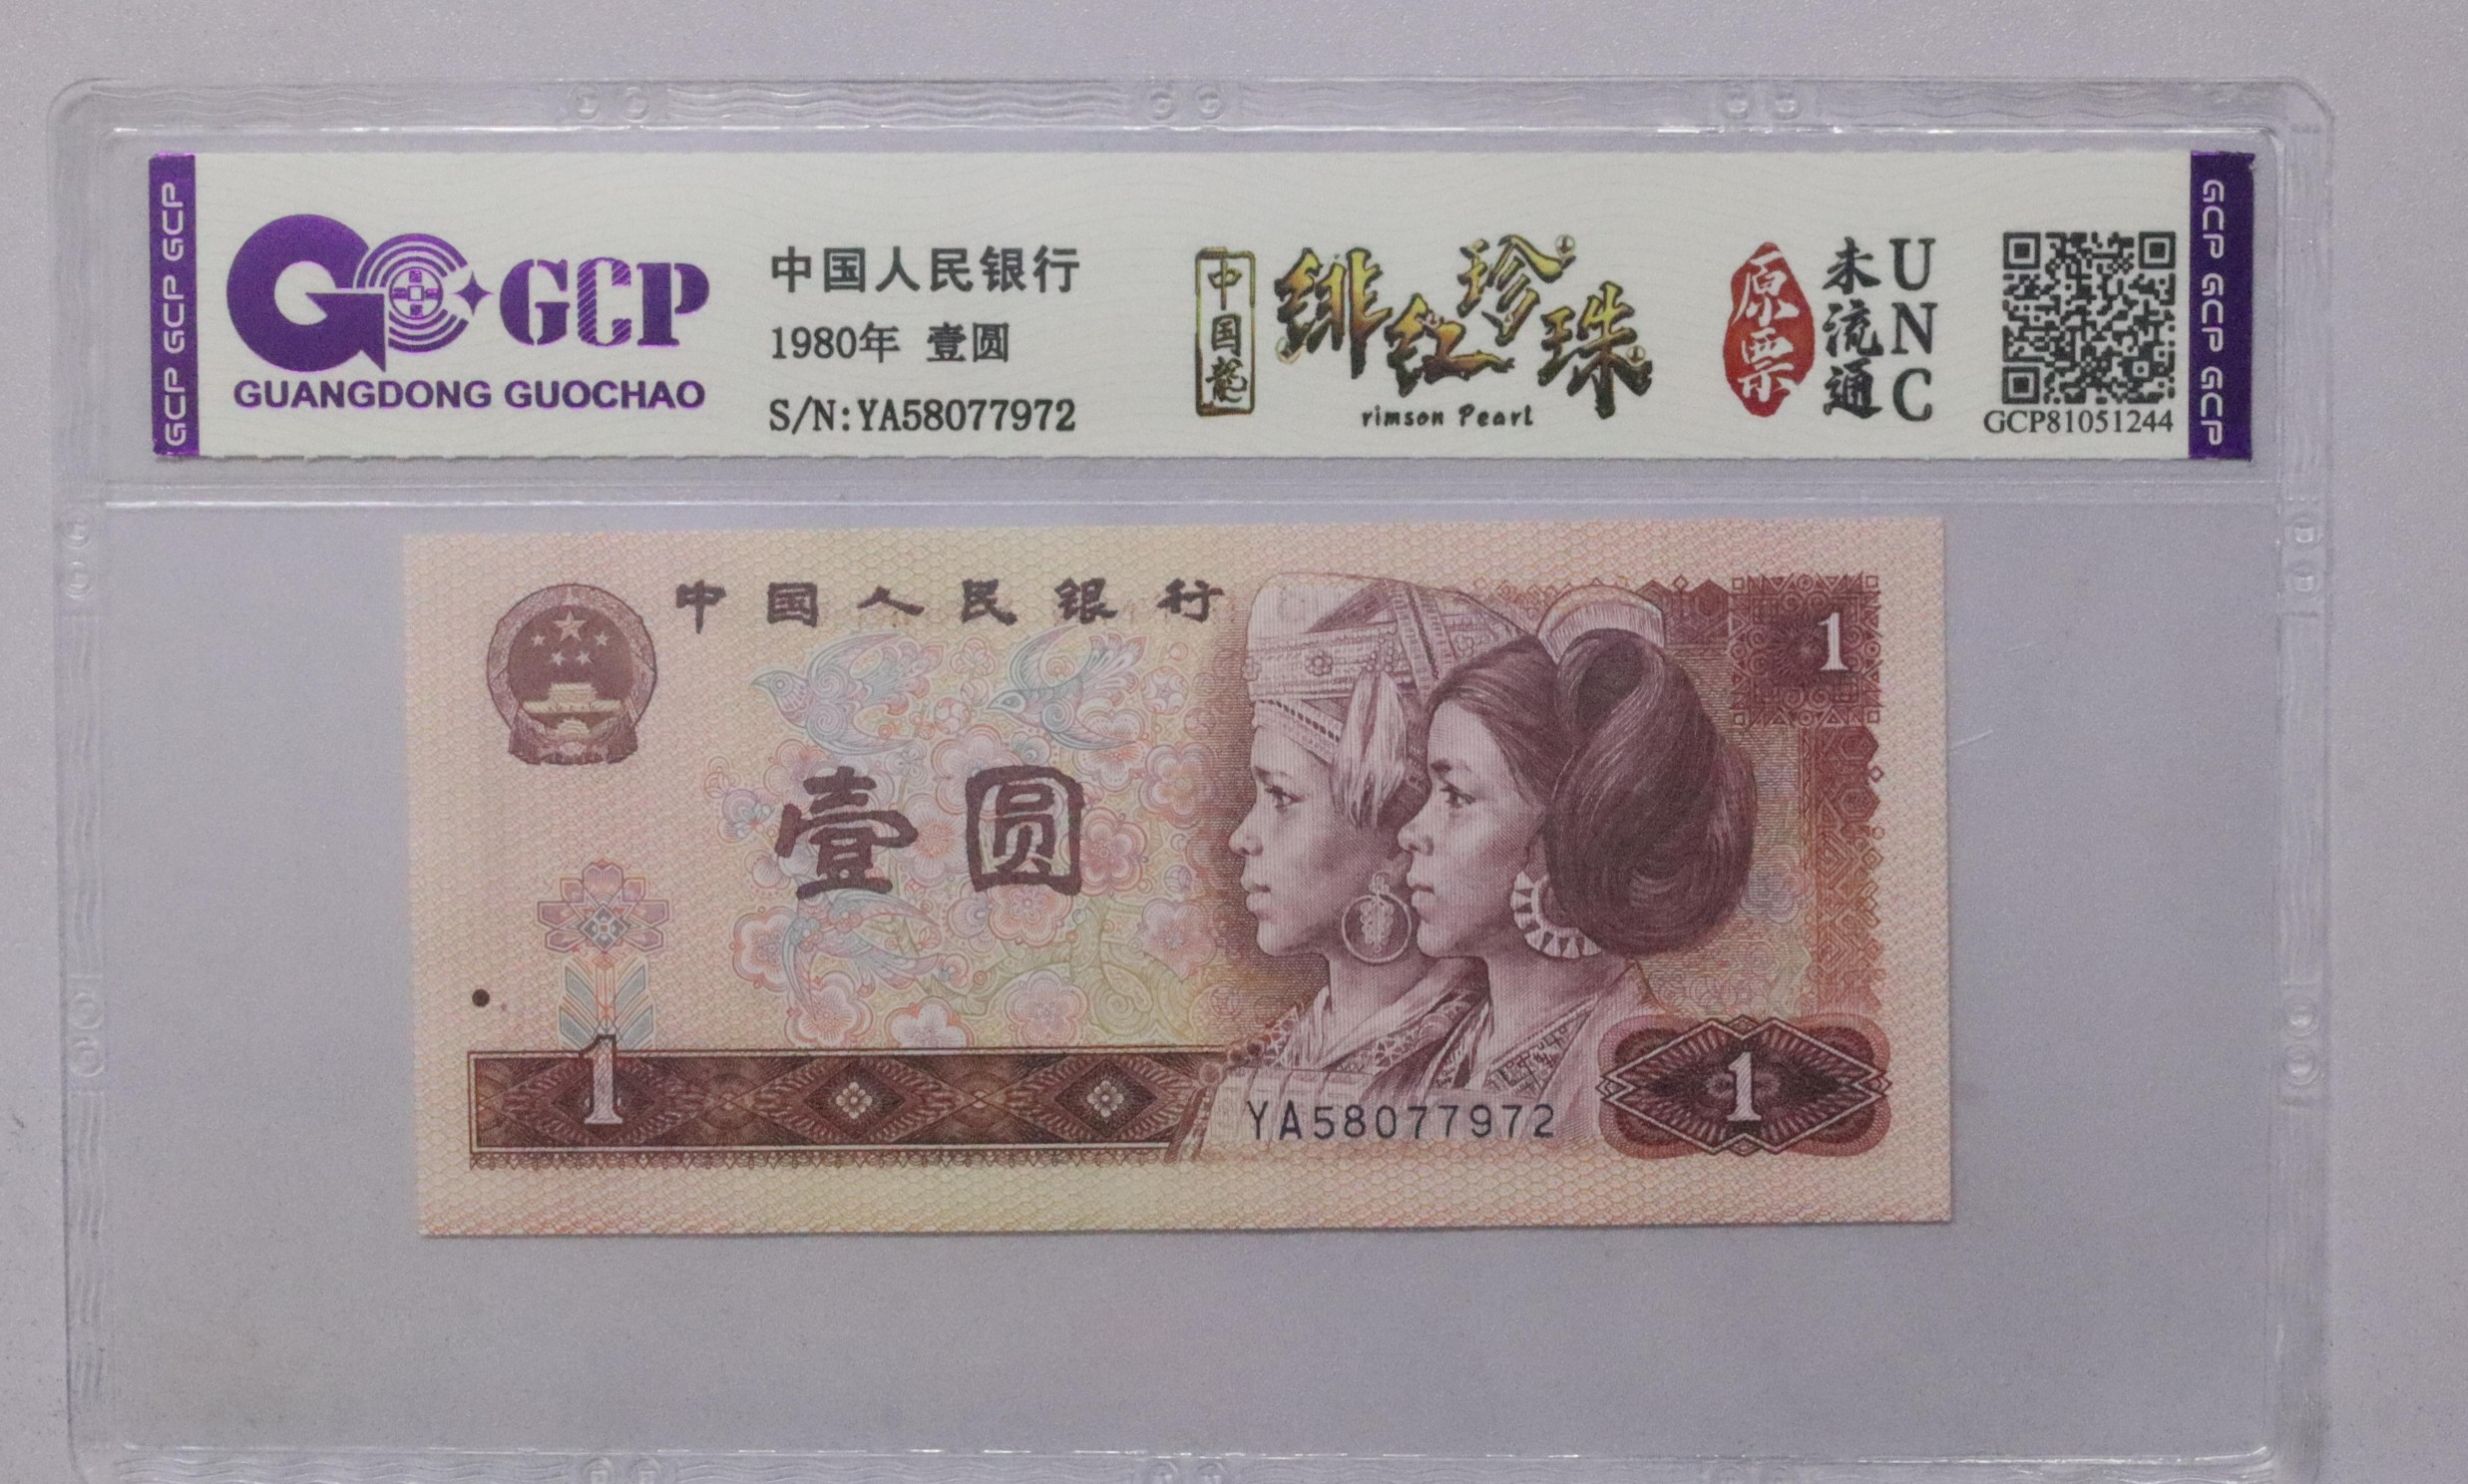 GCP GCP GCP
GCP
GUANGDONG GUOCHAO
中国人民银行
1980年 壹圆
S/N:YA58077972
中国龍
绯红珍珠
rimson Pearl
原票
未流通
UNC
GCP81051244
GCP GCP GCP
中国人民银行
1
壹圆
1
YA58077972
1